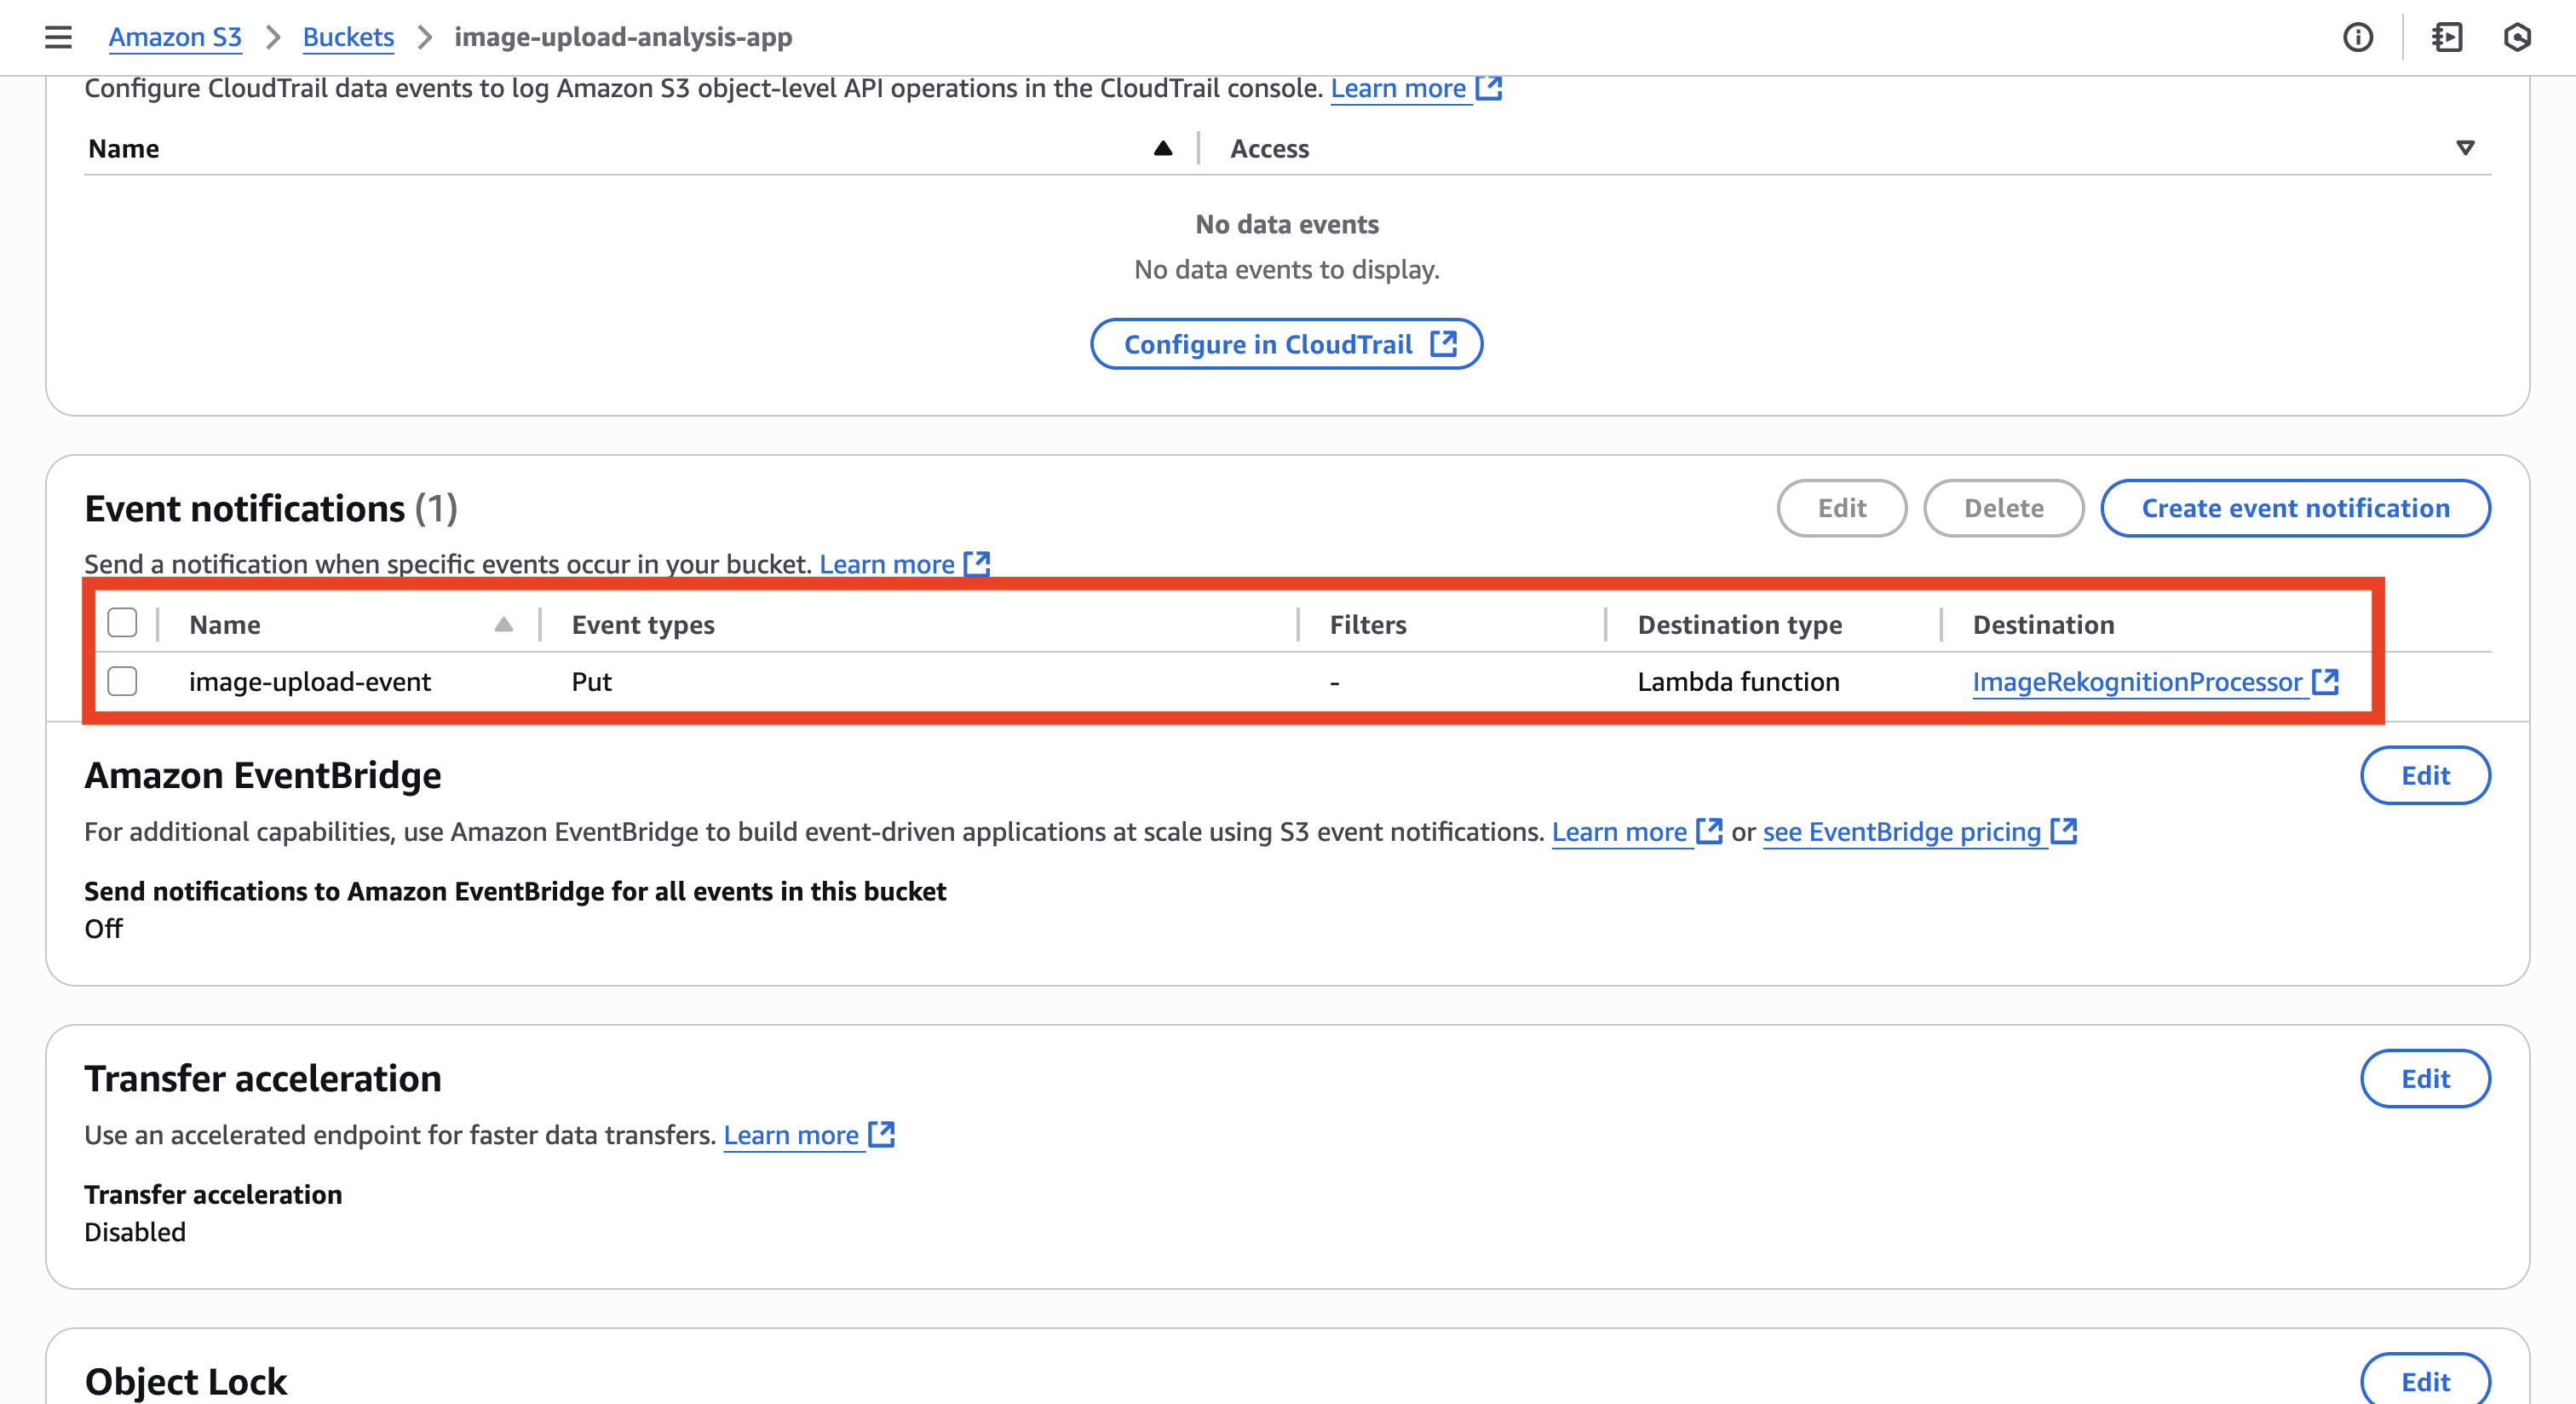 Amazon S3 > Buckets > image-upload-analysis-app
Configure CloudTrail data events to log Amazon S3 object-level API operations in the CloudTrail console. Learn more
Name Access
No data events
No data events to display.
Configure in CloudTrail
Event notifications (1) Edit Delete Create event notification
Send a notification when specific events occur in your bucket. Learn more
Name Event types Filters Destination type Destination
image-upload-event Put - Lambda function ImageRekognitionProcessor
Amazon EventBridge Edit
For additional capabilities, use Amazon EventBridge to build event-driven applications at scale using S3 event notifications. Learn more or see EventBridge pricing
Send notifications to Amazon EventBridge for all events in this bucket
Off
Transfer acceleration Edit
Use an accelerated endpoint for faster data transfers. Learn more
Transfer acceleration
Disabled
Object Lock Edit